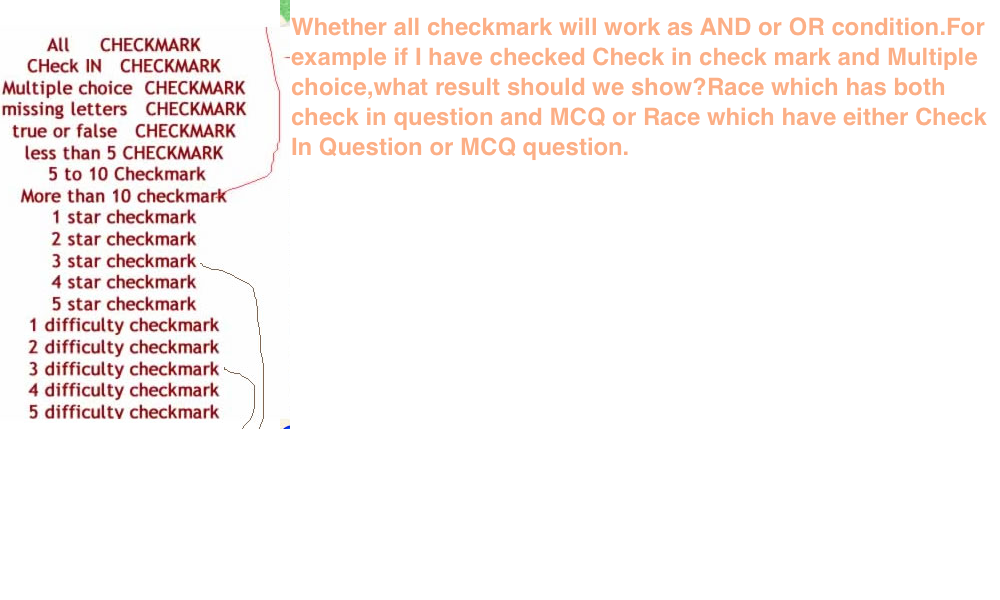 All CHECKMARK
CHeck IN CHECKMARK
Multiple choice CHECKMARK
missing letters CHECKMARK
true or false CHECKMARK
less than 5 CHECKMARK
5 to 10 Checkmark
More than 10 checkmark
1 star checkmark
2 star checkmark
3 star checkmark
4 star checkmark
5 star checkmark
1 difficulty checkmark
2 difficulty checkmark
3 difficulty checkmark
4 difficulty checkmark
5 difficulty checkmark
Whether all checkmark will work as AND or OR condition.For
example if I have checked Check in check mark and Multiple
choice,what result should we show?Race which has both
check in question and MCQ or Race which have either Check
In Question or MCQ question.